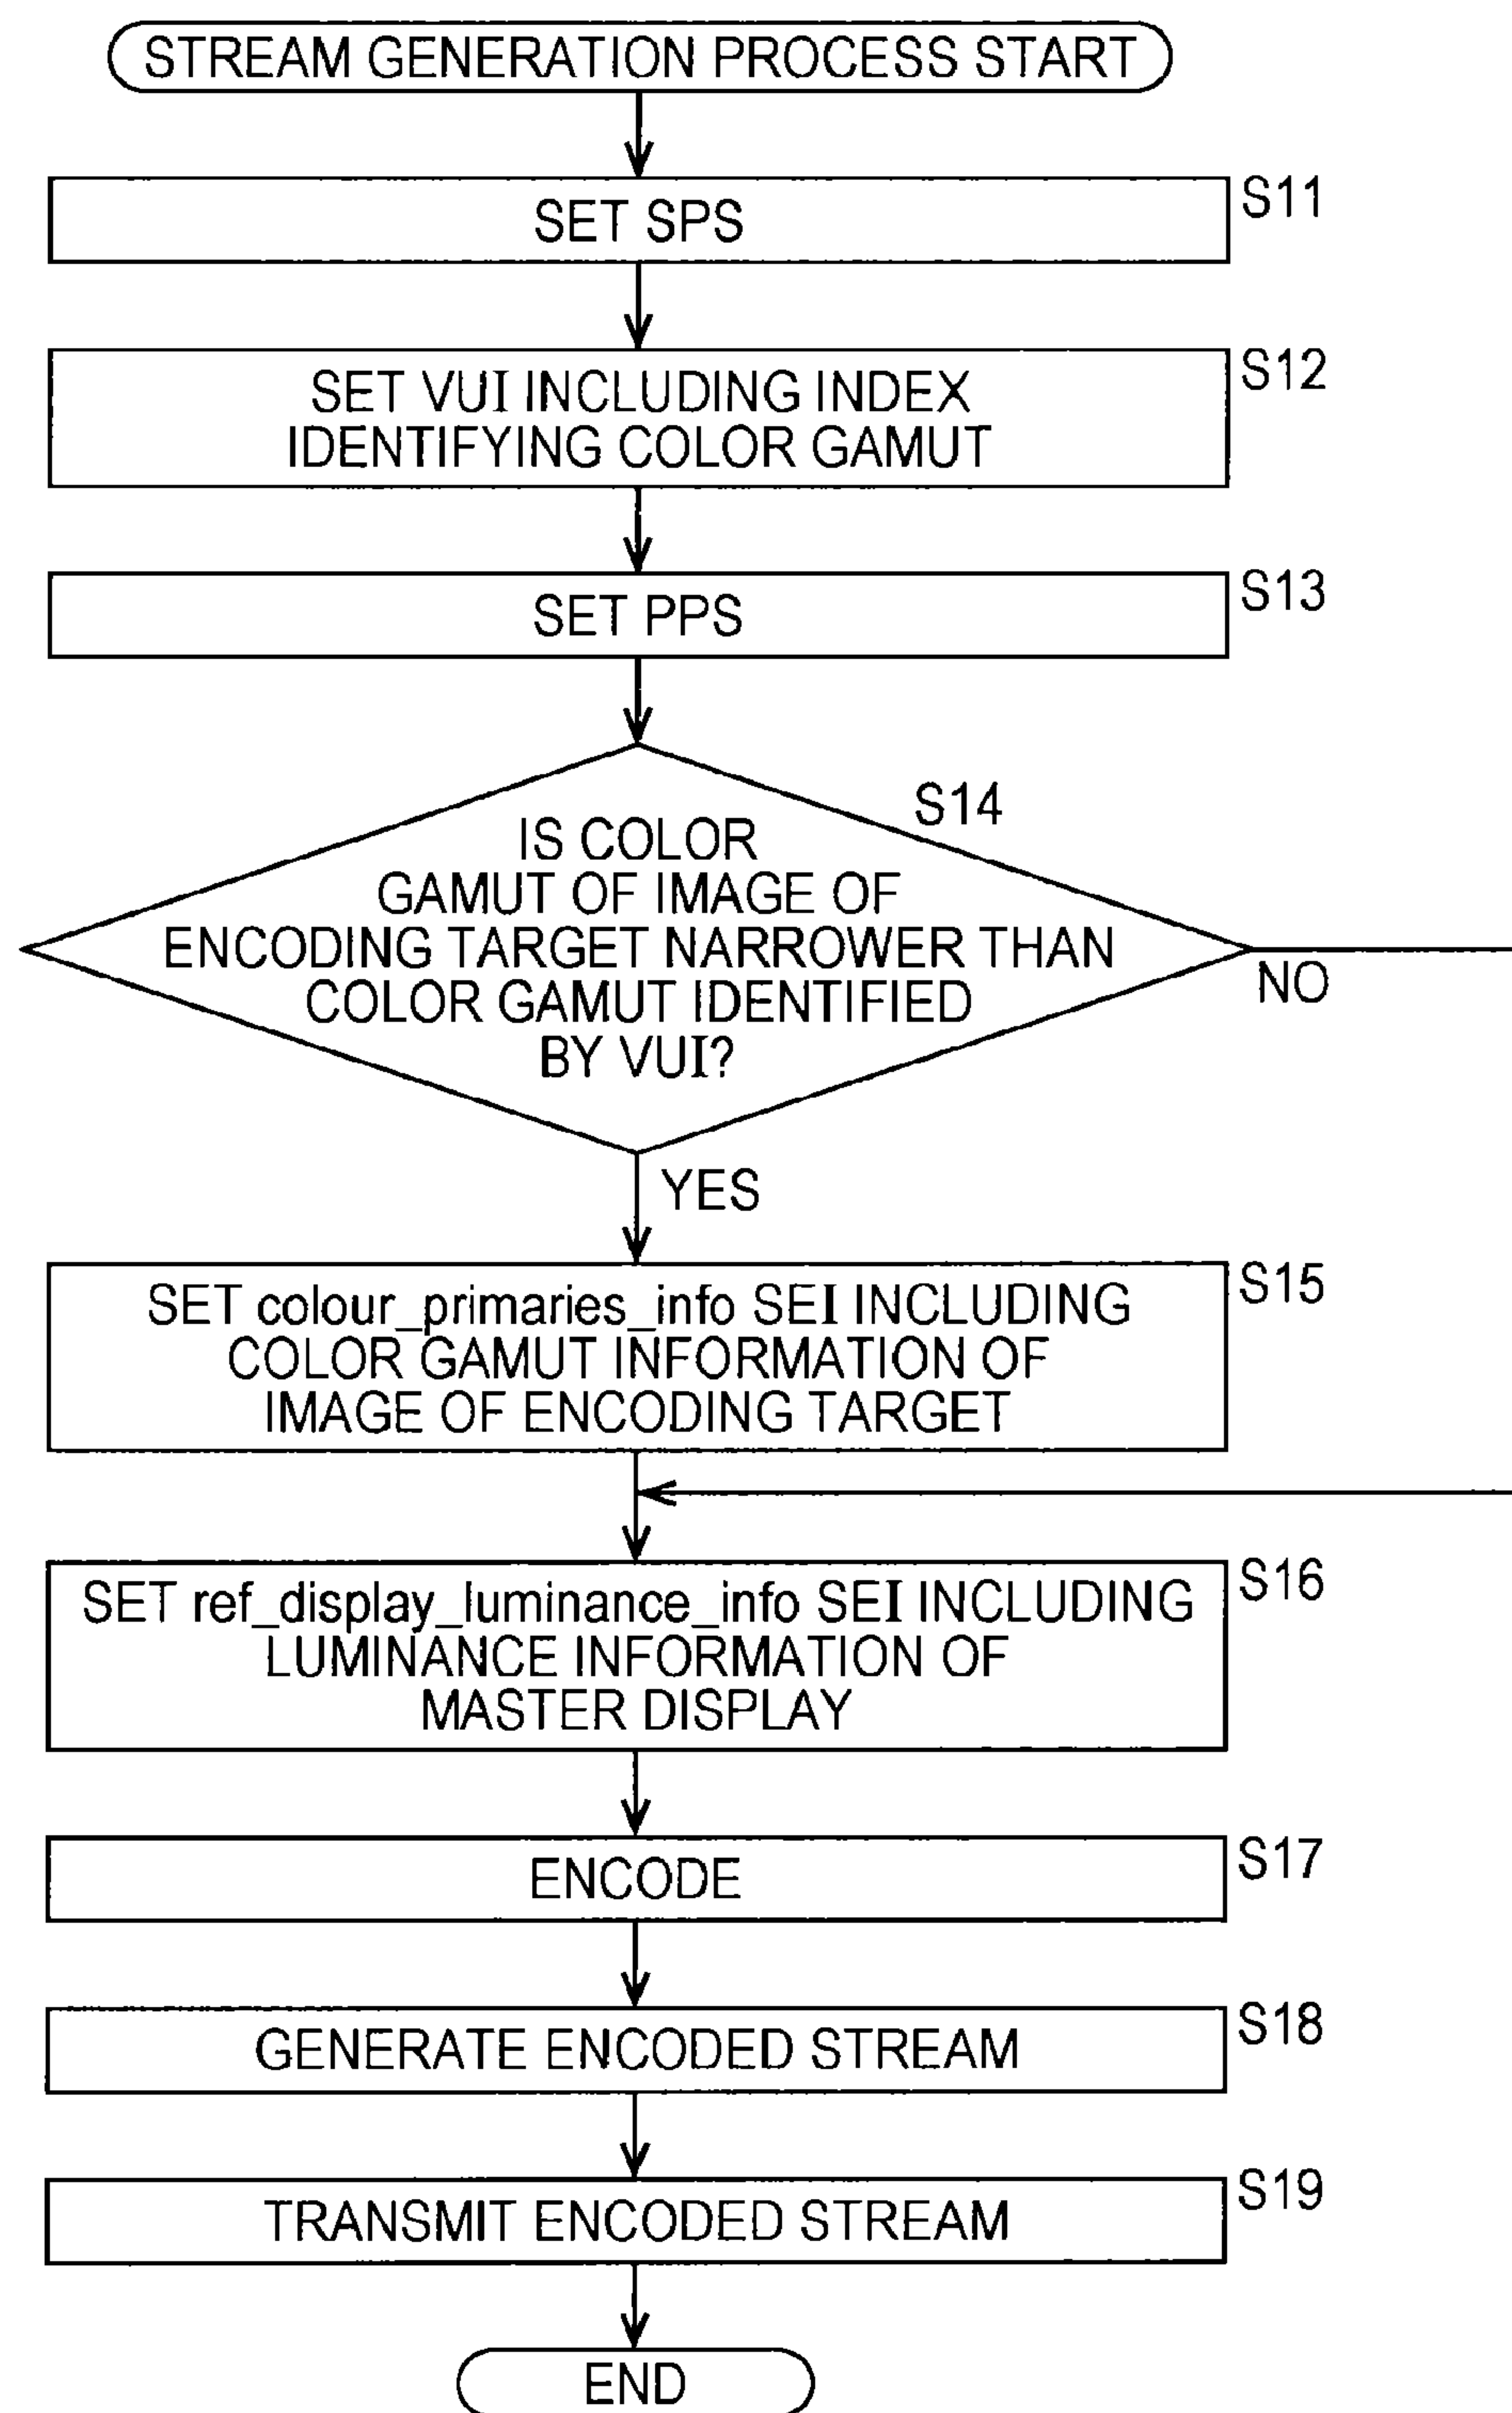 STREAM GENERATION PROCESS START
S11
SET SPS
S12
SET VUI INCLUDING INDEX
IDENTIFYING COLOR GAMUT
S13
SET PPS
S14
IS COLOR
GAMUT OF IMAGE OF
ENCODING TARGET NARROWER THAN
COLOR GAMUT IDENTIFIED
BY VUI?
NO
YES
S15
SET colour_primaries_info SEI INCLUDING
COLOR GAMUT INFORMATION OF
IMAGE OF ENCODING TARGET
S16
SET ref_display_luminance_info SEI INCLUDING
LUMINANCE INFORMATION OF
MASTER DISPLAY
S17
ENCODE
S18
GENERATE ENCODED STREAM
S19
TRANSMIT ENCODED STREAM
END